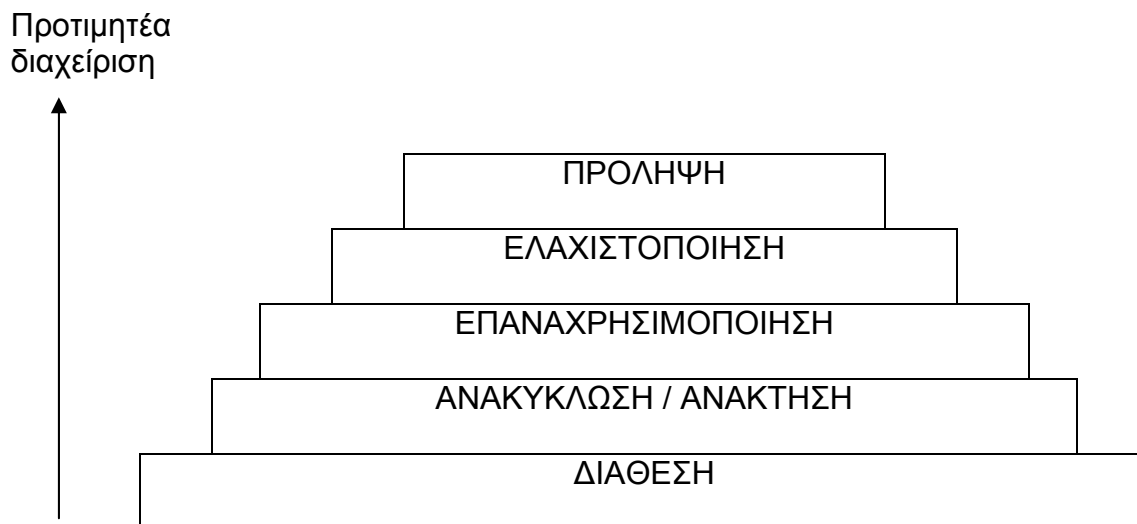 Προτιμητέα
διαχείριση
ΠΡΟΛΗΨΗ
ΕΛΑΧΙΣΤΟΠΟΙΗΣΗ
ΕΠΑΝΑΧΡΗΣΙΜΟΠΟΙΗΣΗ
ΑΝΑΚΥΚΛΩΣΗ / ΑΝΑΚΤΗΣΗ
ΔΙΑΘΕΣΗ